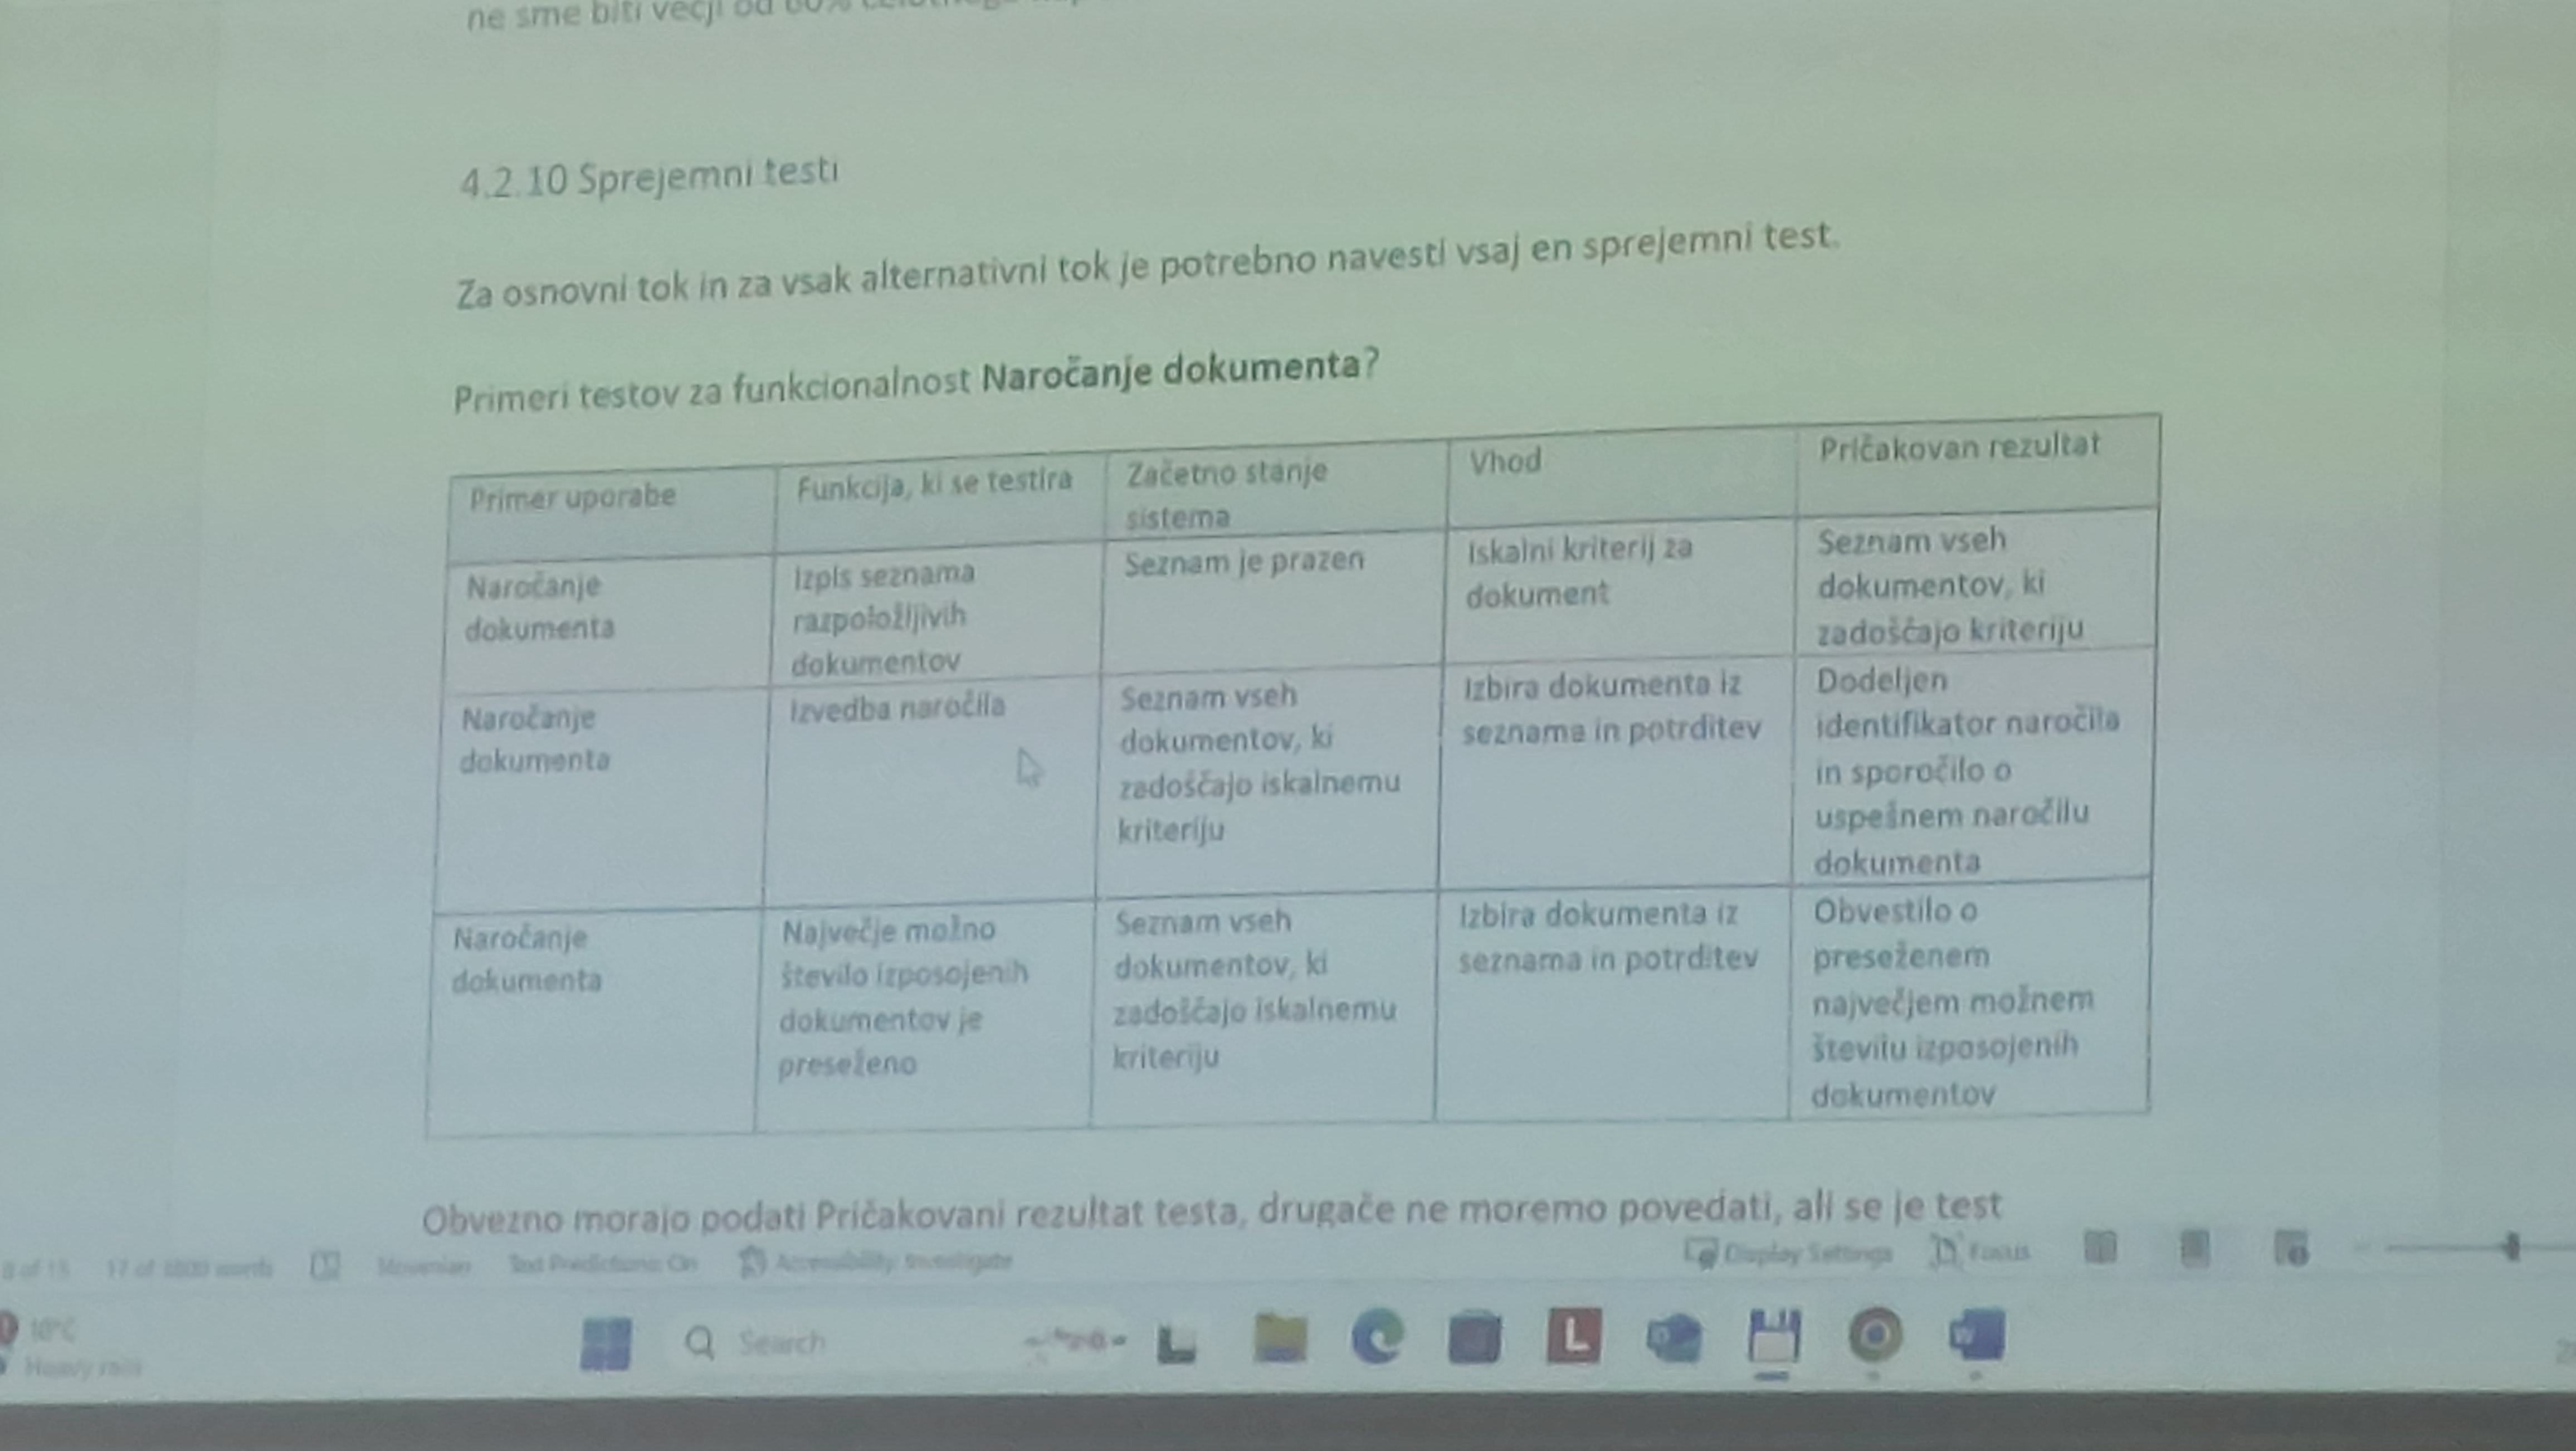 ne sme biti večji od 60%
4.2.10 Sprejemni testi
Za osnovni tok in za vsak alternativni tok je potrebno navesti vsaj en sprejemni test.
Primeri testov za funkcionalnost Naročanje dokumenta?
Primer uporabe
Funkcija, ki se testira
Začetno stanje
sistema
Vhod
Pričakovan rezultat
Naročanje
dokumenta
Izpis seznama
razpoložljivih
dokumentov
Seznam je prazen
Iskalni kriterij za
dokument
Seznam vseh
dokumentov, ki
zadoščajo kriteriju
Naročanje
dokumenta
Izvedba naročila
Seznam vseh
dokumentov, ki
zadoščajo iskalnemu
kriteriju
Izbira dokumenta iz
seznama in potrditev
Dodeljen
identifikator naročila
in sporočilo o
uspešnem naročilu
dokumenta
Naročanje
dokumenta
Največje možno
število izposojenih
dokumentov je
preseženo
Seznam vseh
dokumentov, ki
zadoščajo iskalnemu
kriteriju
Izbira dokumenta iz
seznama in potrditev
Obvestilo o
preseženem
največjem možnem
številu izposojenih
dokumentov
Obvezno morajo podati Pričakovani rezultat testa, drugače ne moremo povedati, ali se je test
Slovenian
Text Predictions: On
Accessibility: Investigate
Display Settings
Focus
10°C
Heavy rain
Search
L